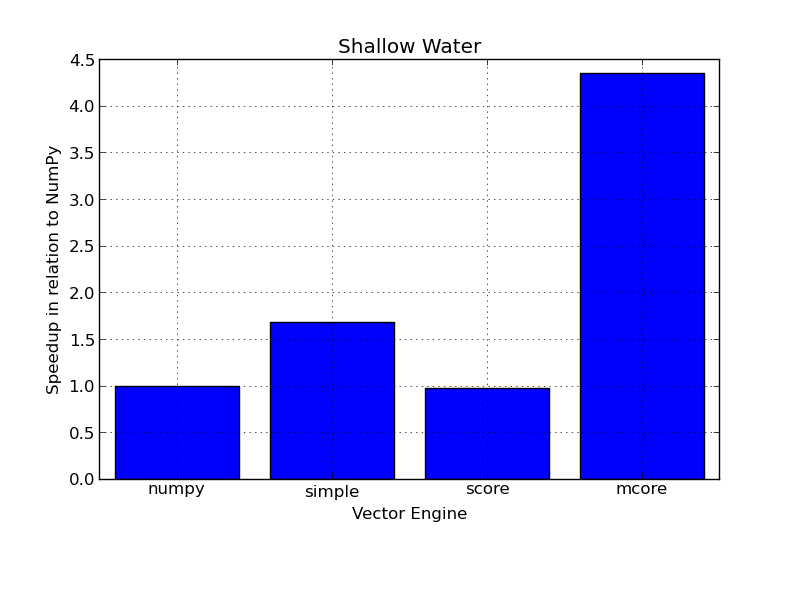 Shallow Water
4.5
4.0
3.5
3.0
2.5
2.0
1.5
1.0
0.5
0.0
Speedup in relation to NumPy
numpy simple score mcore
Vector Engine